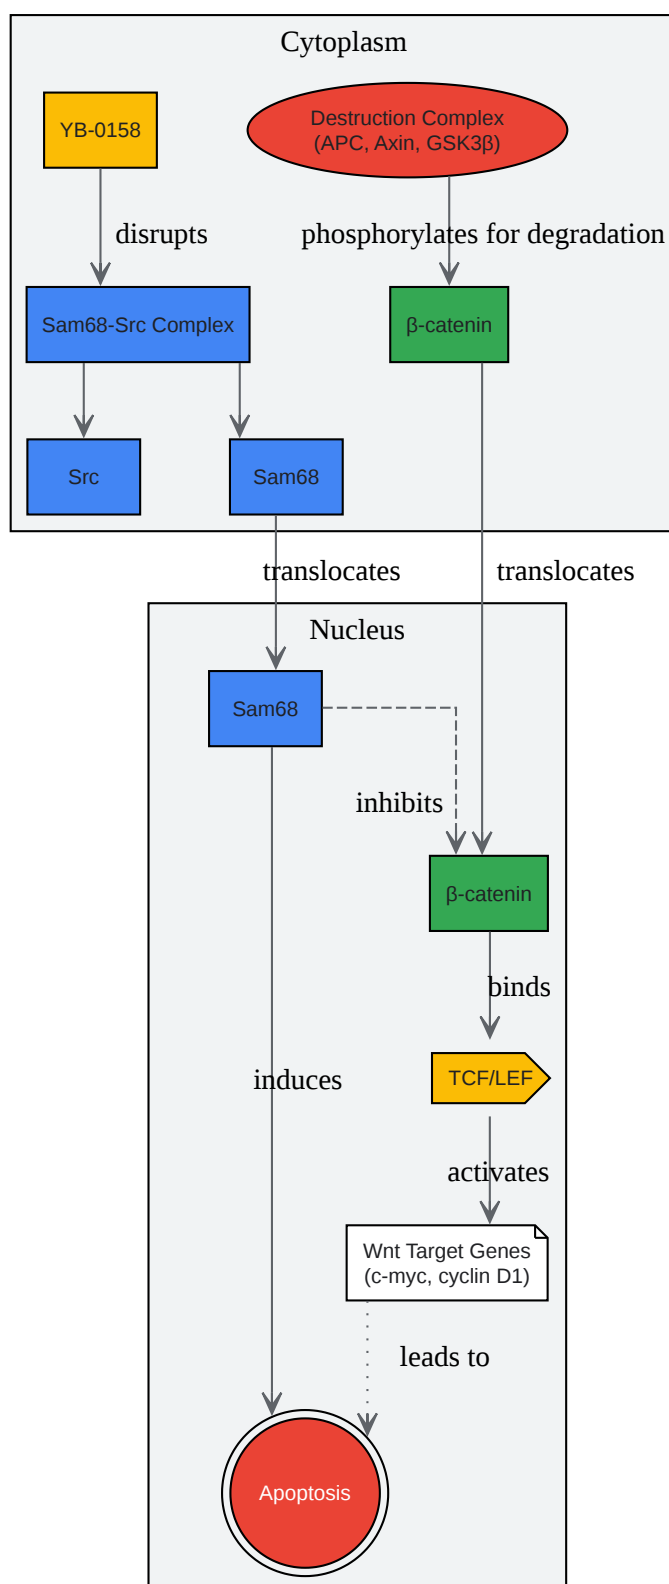 Cytoplasm
YB-0158
Destruction Complex
(APC, Axin, GSK3β)
disrupts
phosphorylates for degradation
Sam68-Src Complex
β-catenin
Src
Sam68
translocates
translocates
Nucleus
Sam68
inhibits
β-catenin
binds
induces
TCF/LEF
activates
Wnt Target Genes
(c-myc, cyclin D1)
leads to
Apoptosis